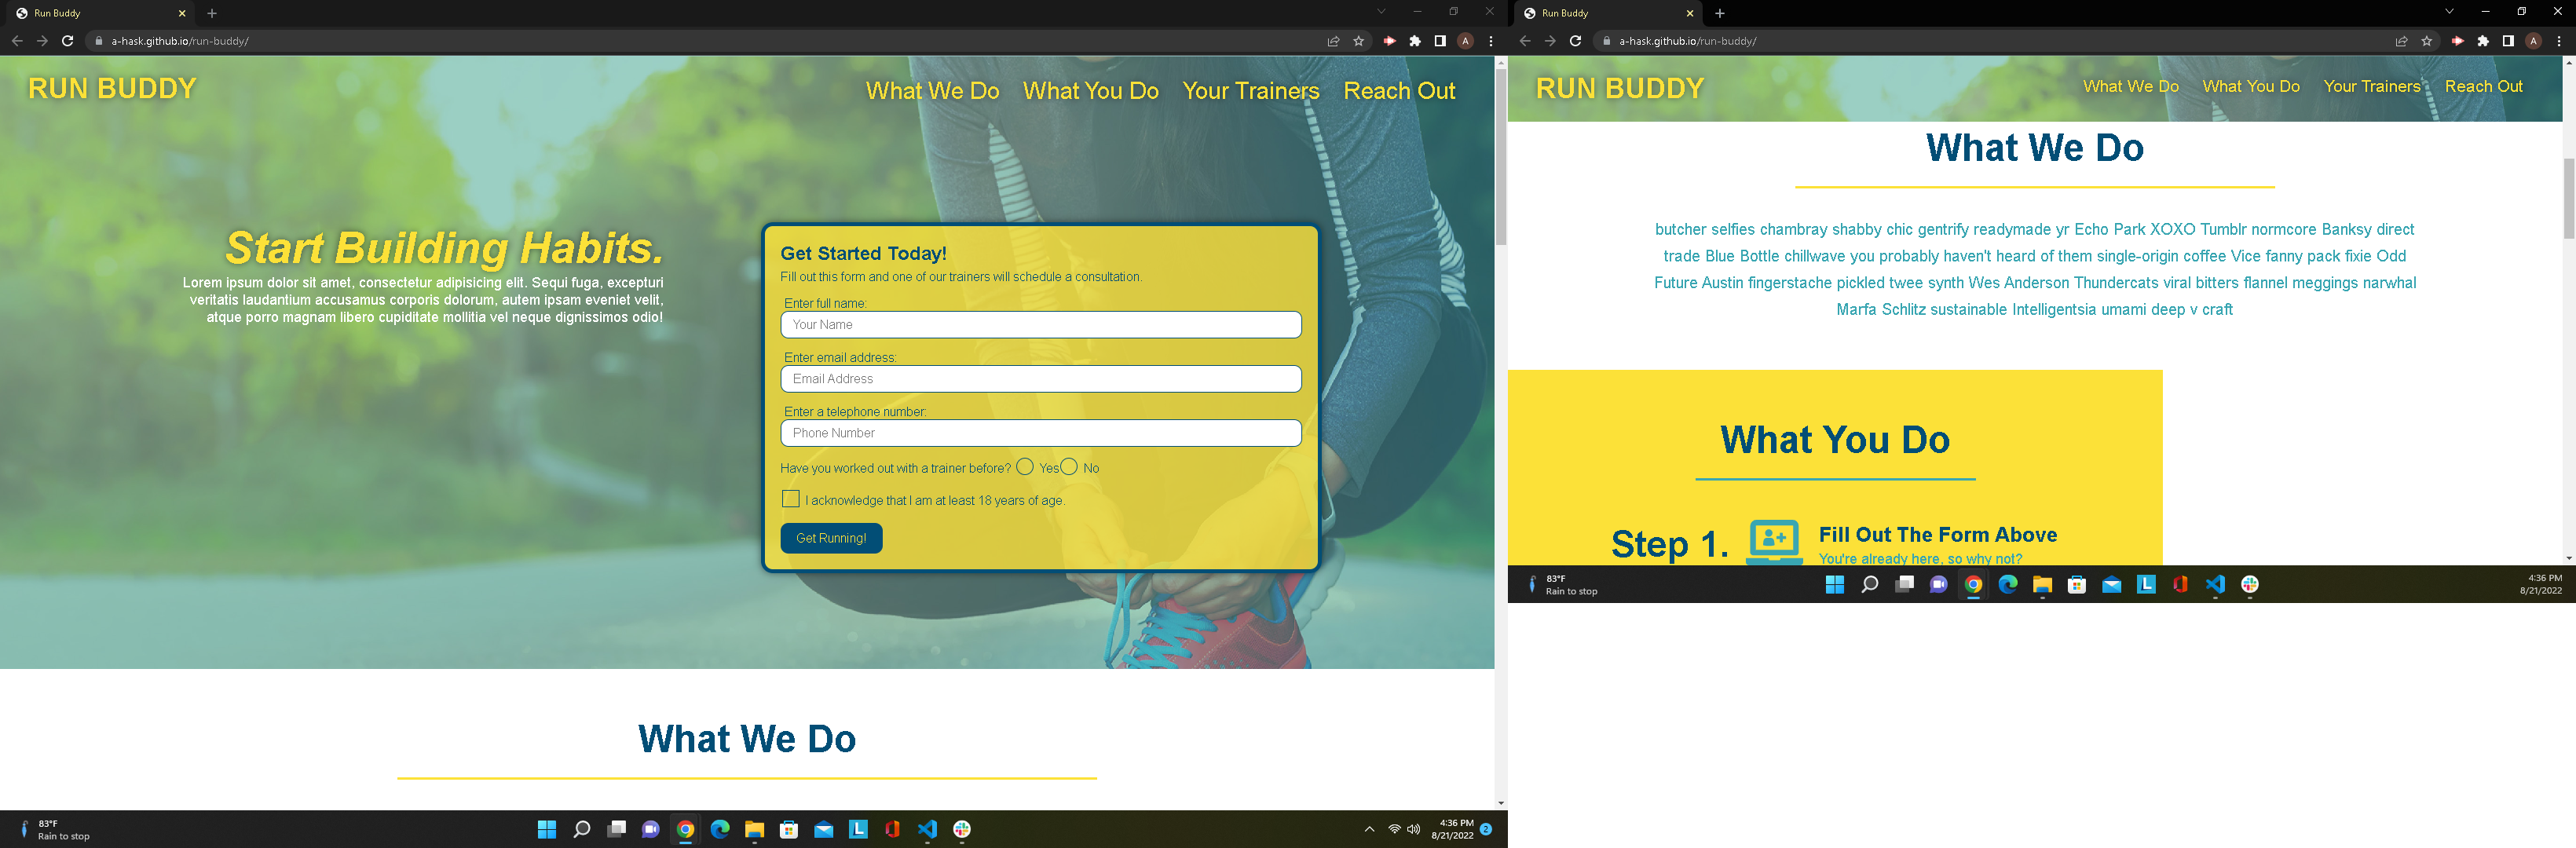 Run Buddy
a-hask.github.io/run-buddy/
A
RUN BUDDY
What We Do What You Do Your Trainers Reach Out
Start Building Habits.
Lorem ipsum dolor sit amet, consectetur adipisicing elit. Sequi fuga, excepturi
veritatis laudantium accusamus corporis dolorum, autem ipsam eveniet velit,
atque porro magnam libero cupiditate mollitia vel neque dignissimos odio!
Get Started Today!
Fill out this form and one of our trainers will schedule a consultation.
Enter full name:
Your Name
Enter email address:
Email Address
Enter a telephone number:
Phone Number
Have you worked out with a trainer before? Yes No
I acknowledge that I am at least 18 years of age.
Get Running!
What We Do
83°F
Rain to stop
L
4:36 PM
8/21/2022
2
Run Buddy
a-hask.github.io/run-buddy/
A
RUN BUDDY
What We Do What You Do Your Trainers Reach Out
What We Do
butcher selfies chambray shabby chic gentrify readymade yr Echo Park XOXO Tumblr normcore Banksy direct
trade Blue Bottle chillwave you probably haven't heard of them single-origin coffee Vice fanny pack fixie Odd
Future Austin fingerstache pickled twee synth Wes Anderson Thundercats viral bitters flannel meggings narwhal
Marfa Schlitz sustainable Intelligentsia umami deep v craft
What You Do
Step 1. Fill Out The Form Above
You're already here, so why not?
83°F
Rain to stop
L
4:36 PM
8/21/2022